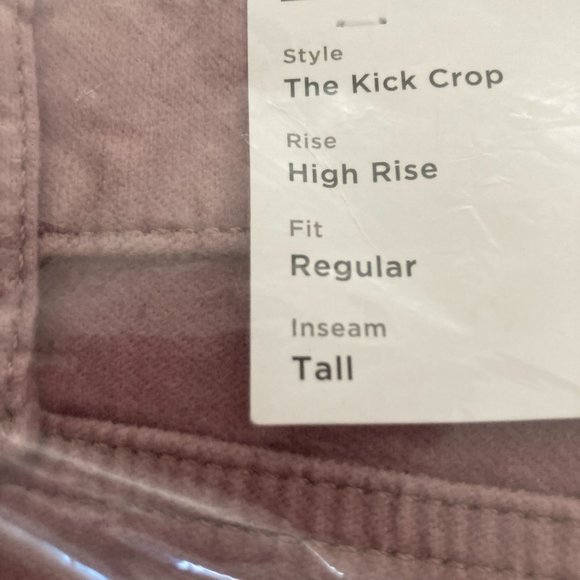 Style
The Kick Crop
Rise
High Rise
Fit
Regular
Inseam
Tall